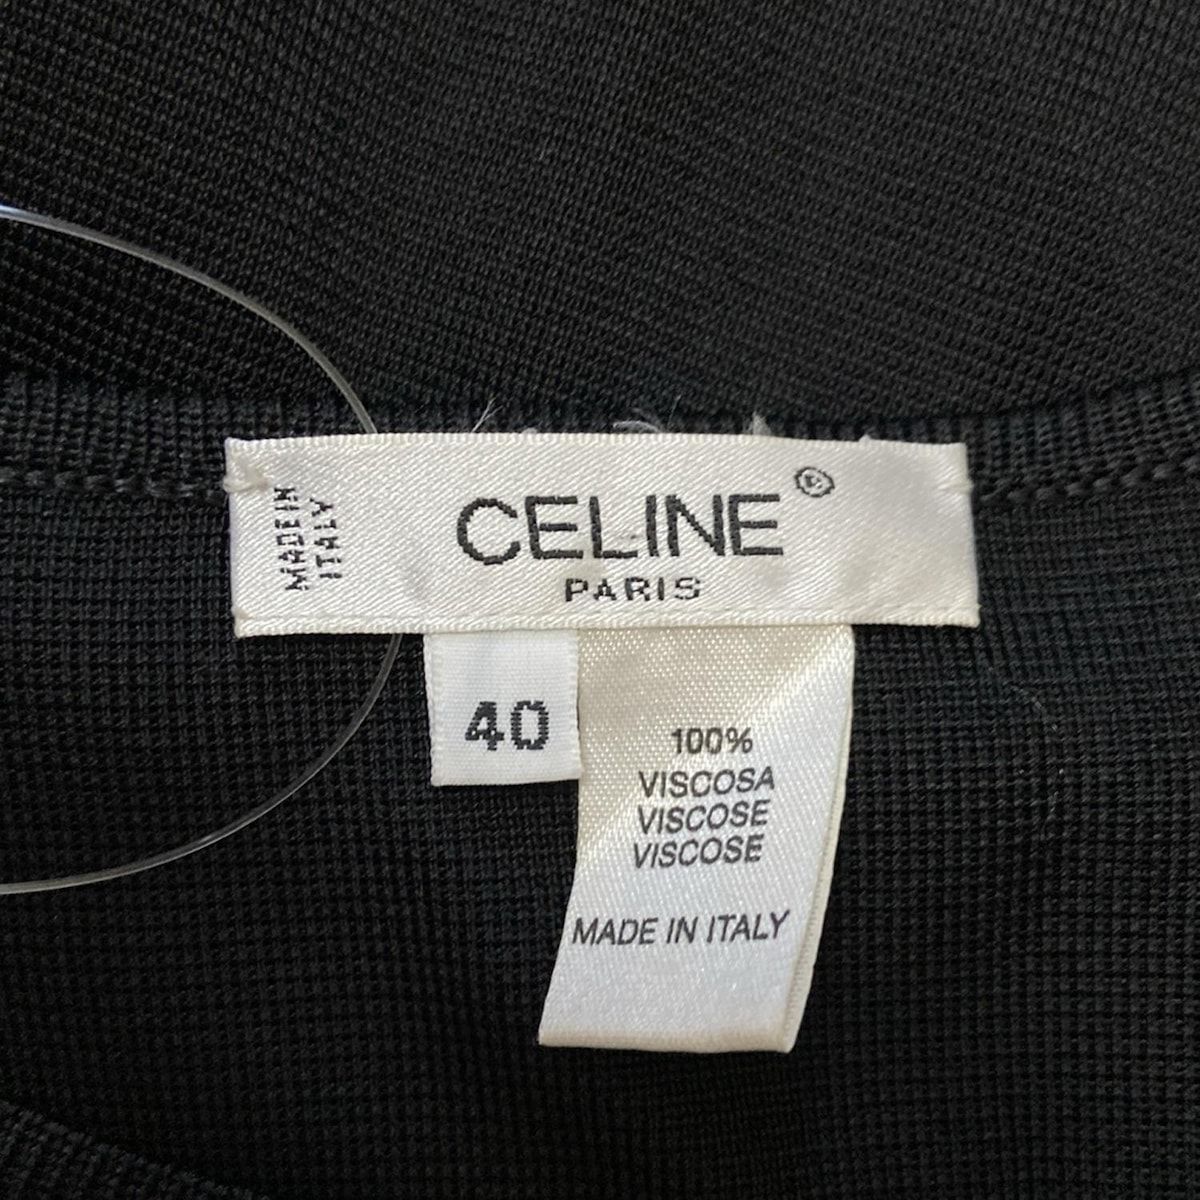 MADE IN
ITALY
CELINE®
PARIS
40
100%
VISCOSA
VISCOSE
VISCOSE
MADE IN ITALY